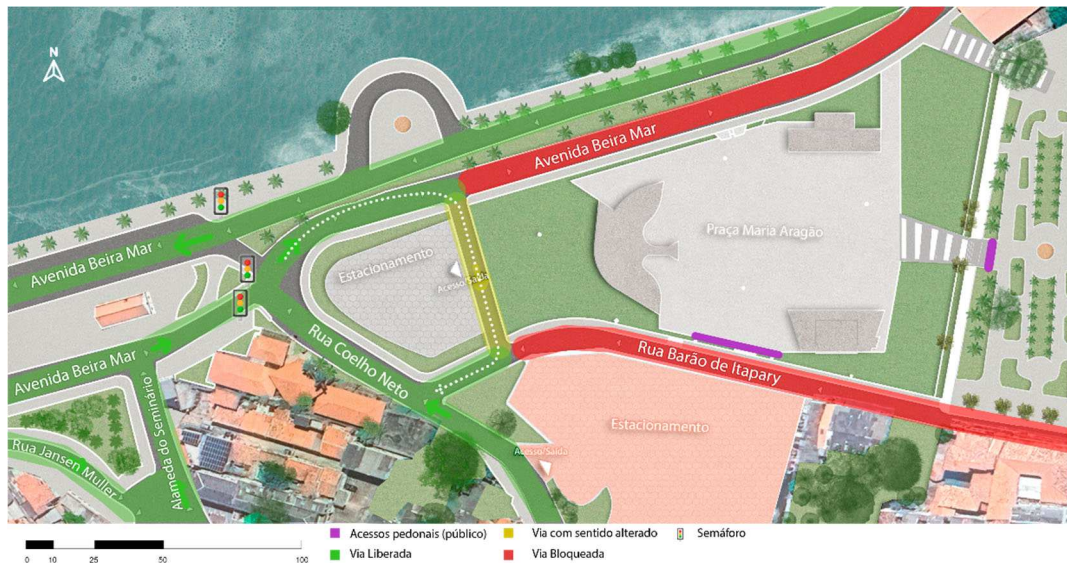 N
Avenida Beira Mar
Praça Maria Aragão
Avenida Beira Mar
Estacionamento
Acesso/Saída
Avenida Beira Mar
Rua Coelho Neto
Rua Barão de Itapary
Estacionamento
Acesso/Saída
Alameda do Seminário
Rua Jansen Muller
Acessos pedonais (público)
Via com sentido alterado
Semáforo
Via Liberada
Via Bloqueada
0 10 25 50 100